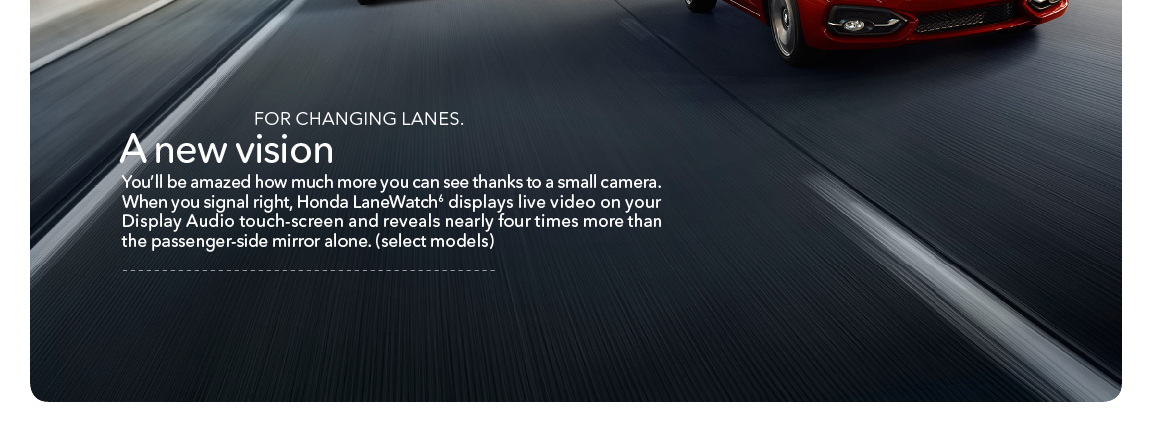 FOR CHANGING LANES.
A new vision
You’ll be amazed how much more you can see thanks to a small camera.
When you signal right, Honda LaneWatch⁶ displays live video on your
Display Audio touch-screen and reveals nearly four times more than
the passenger-side mirror alone. (select models)